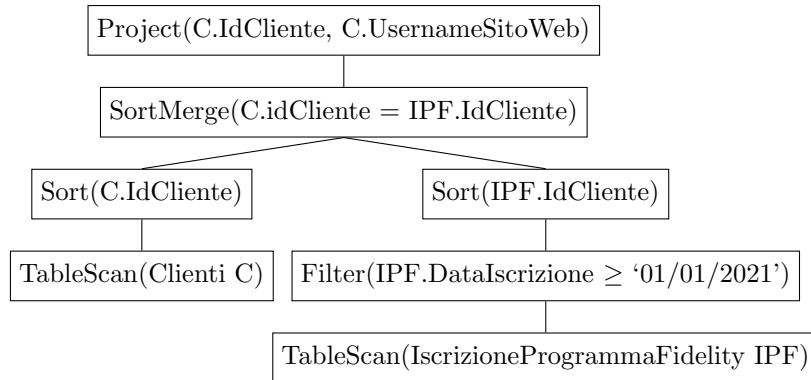 Project(C.IdCliente, C.UsernameSitoWeb)
SortMerge(C.idCliente = IPF.IdCliente)
Sort(C.IdCliente)
Sort(IPF.IdCliente)
TableScan(Clienti C)
Filter(IPF.DataIscrizione ≥ ‘01/01/2021’)
TableScan(IscrizioneProgrammaFidelity IPF)